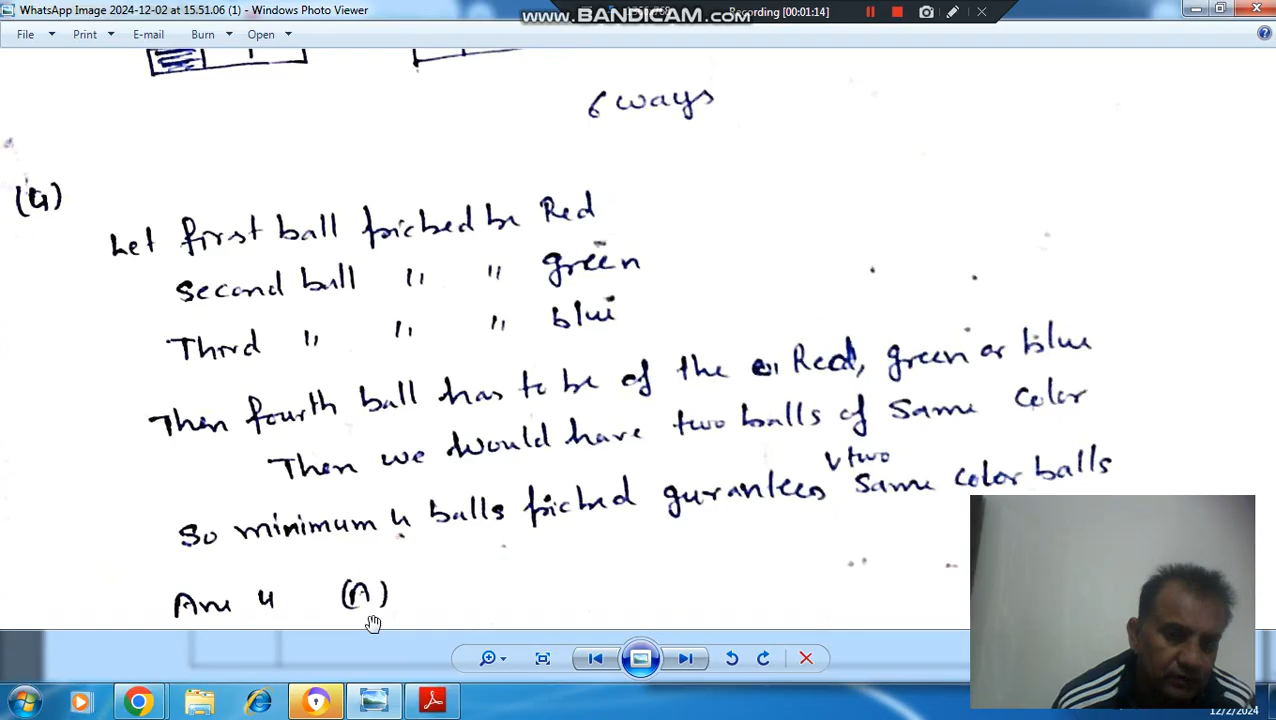 WhatsApp Image 2024-12-02 at 15.51.06 (1) - Windows Photo Viewer
www.BANDICAM.com
Recording [00:01:14]
File Print E-mail Burn Open
6 ways
(4)
Let first ball picked be Red
Second ball " " green
Third " " " blue
Then fourth ball has to be of the Red, green or blue
Then we would have two balls of same color
two
So minimum 4 balls picked gurantees same color balls
Ans 4 (A)
12/2/2024